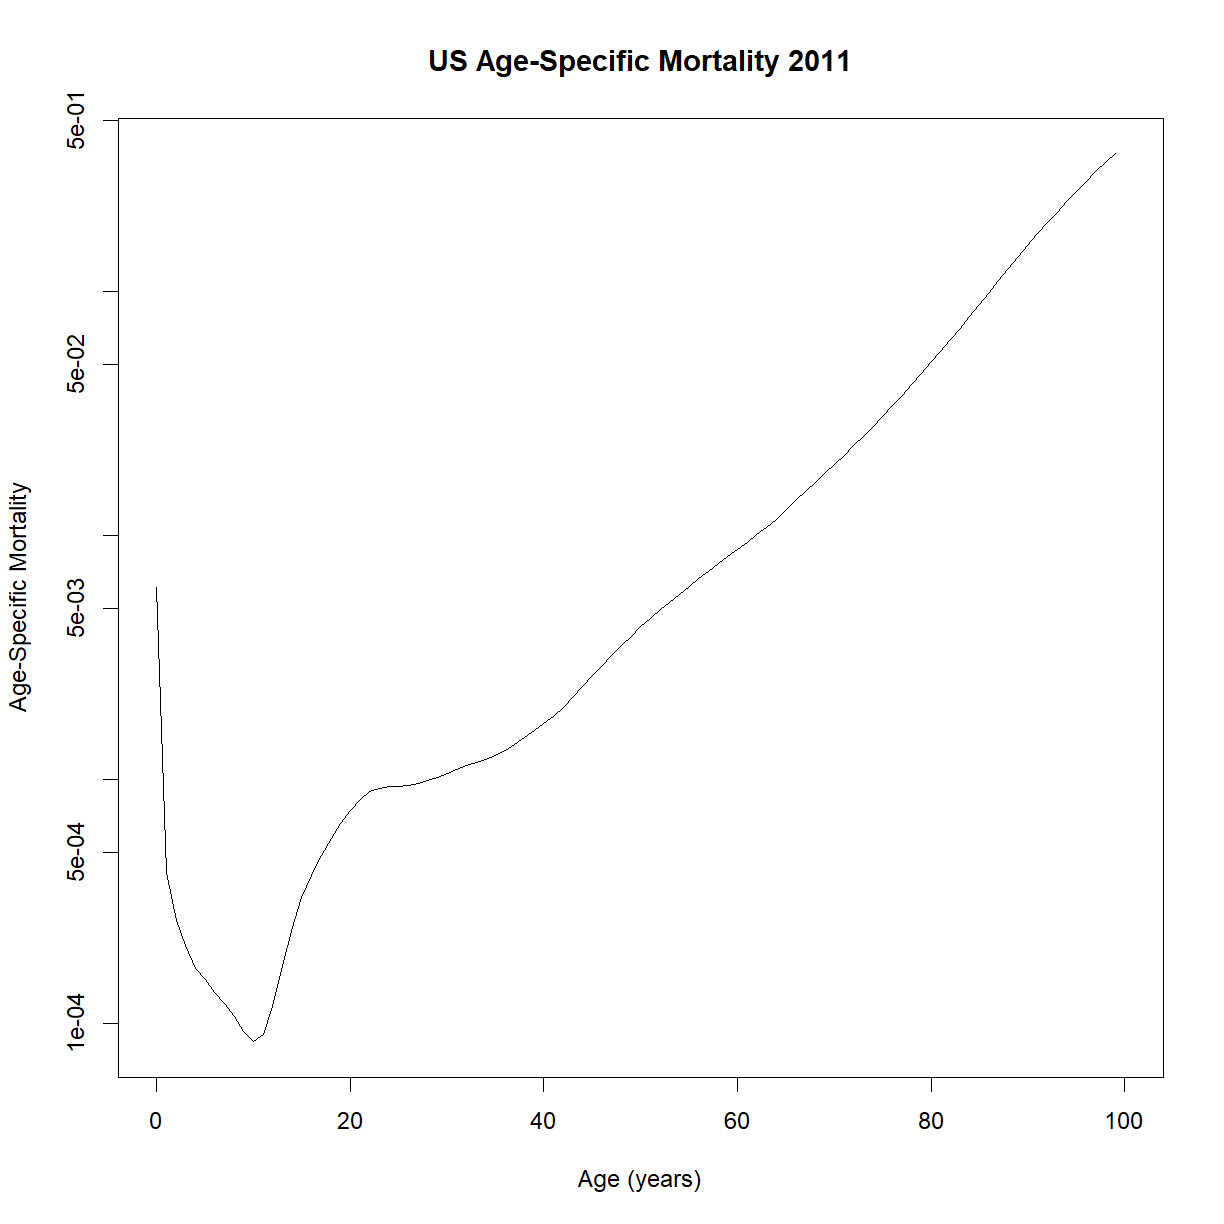 US Age-Specific Mortality 2011
5e-01
5e-02
5e-03
5e-04
1e-04
Age-Specific Mortality
0 20 40 60 80 100
Age (years)